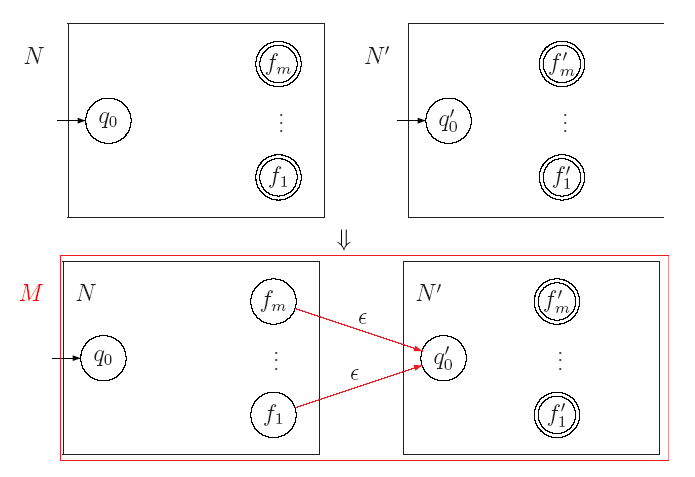 N
f_m
N′
f′_m
q_0
⋮
q′_0
⋮
f_1
f′_1
⇓
M
N
f_m
N′
f′_m
ϵ
q_0
⋮
q′_0
⋮
ϵ
f_1
f′_1